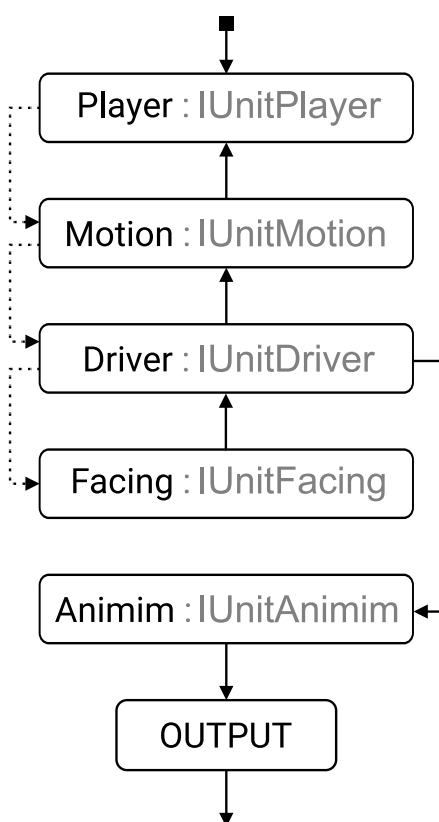 Player : IUnitPlayer
Motion : IUnitMotion
Driver : IUnitDriver
Facing : IUnitFacing
Animim : IUnitAnimim
OUTPUT